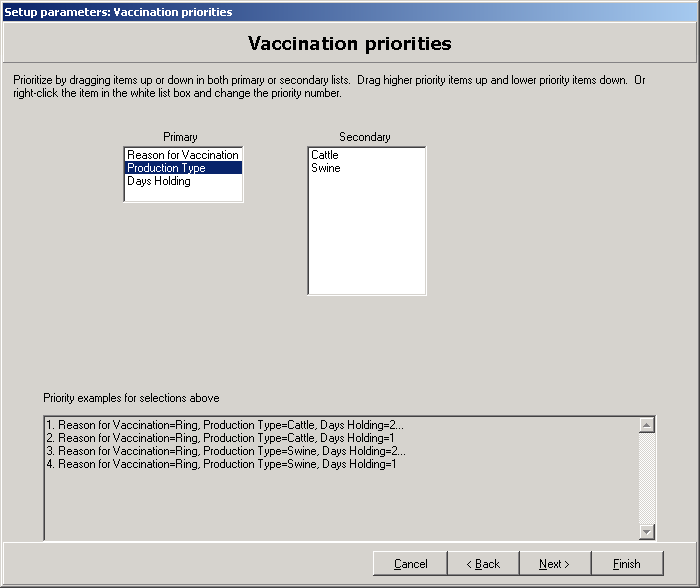 Setup parameters: Vaccination priorities
Vaccination priorities
Prioritize by dragging items up or down in both primary or secondary lists. Drag higher priority items up and lower priority items down. Or
right-click the item in the white list box and change the priority number.
Primary
Reason for Vaccination
Production Type
Days Holding
Secondary
Cattle
Swine
Priority examples for selections above
1. Reason for Vaccination=Ring, Production Type=Cattle, Days Holding=2...
2. Reason for Vaccination=Ring, Production Type=Cattle, Days Holding=1
3. Reason for Vaccination=Ring, Production Type=Swine, Days Holding=2...
4. Reason for Vaccination=Ring, Production Type=Swine, Days Holding=1
Cancel
< Back
Next >
Finish